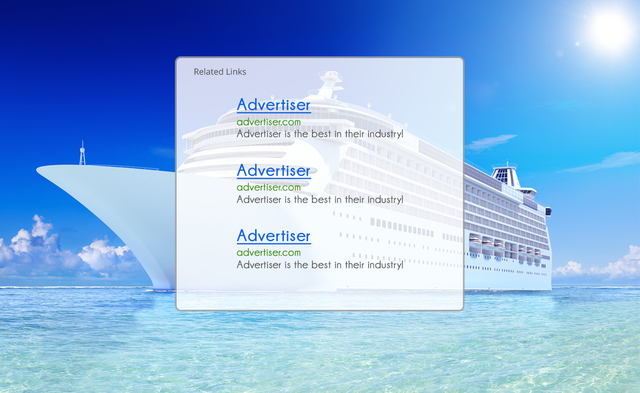 Related Links
Advertiser
advertiser.com
Advertiser is the best in their industry!
Advertiser
advertiser.com
Advertiser is the best in their industry!
Advertiser
advertiser.com
Advertiser is the best in their industry!